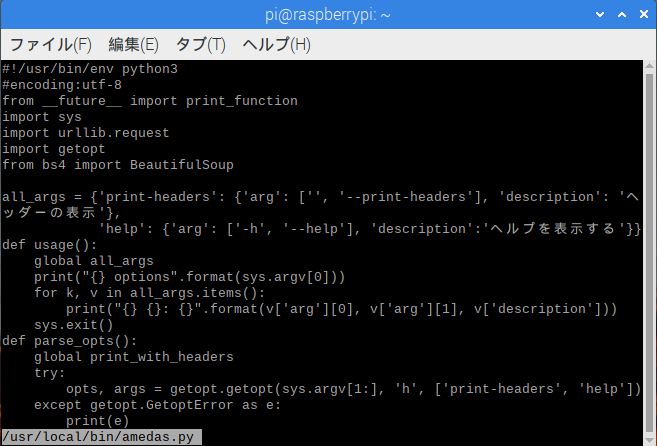 pi@raspberrypi: ~
ファイル(F) 編集(E) タブ(T) ヘルプ(H)
#!/usr/bin/env python3
#encoding:utf-8
from __future__ import print_function
import sys
import urllib.request
import getopt
from bs4 import BeautifulSoup

all_args = {'print-headers': {'arg': ['', '--print-headers'], 'description': 'ヘ
ッダーの表示'},
            'help': {'arg': ['-h', '--help'], 'description':'ヘルプを表示する'}}
def usage():
    global all_args
    print("{} options".format(sys.argv[0]))
    for k, v in all_args.items():
        print("{} {}: {}".format(v['arg'][0], v['arg'][1], v['description']))
    sys.exit()
def parse_opts():
    global print_with_headers
    try:
        opts, args = getopt.getopt(sys.argv[1:], 'h', ['print-headers', 'help'])
    except getopt.GetoptError as e:
        print(e)
/usr/local/bin/amedas.py